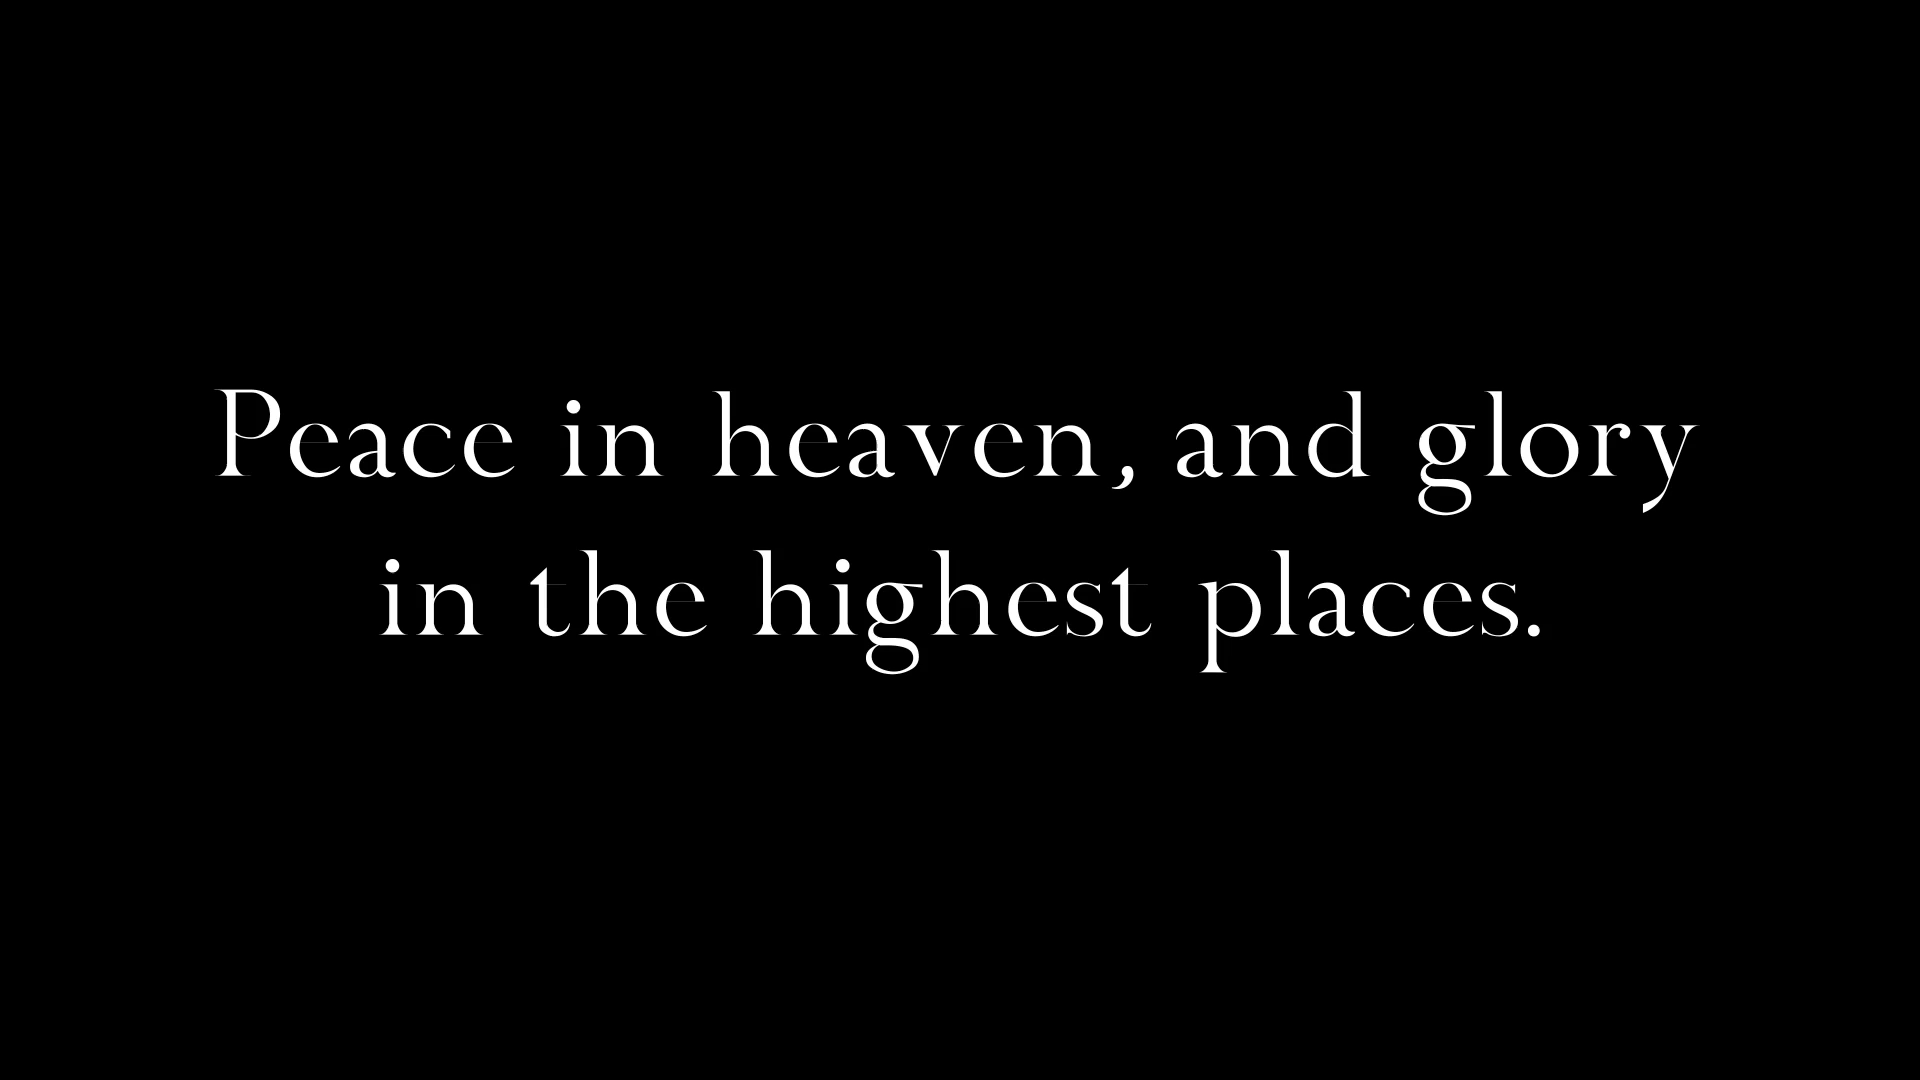 Peace in heaven, and glory
in the highest places.